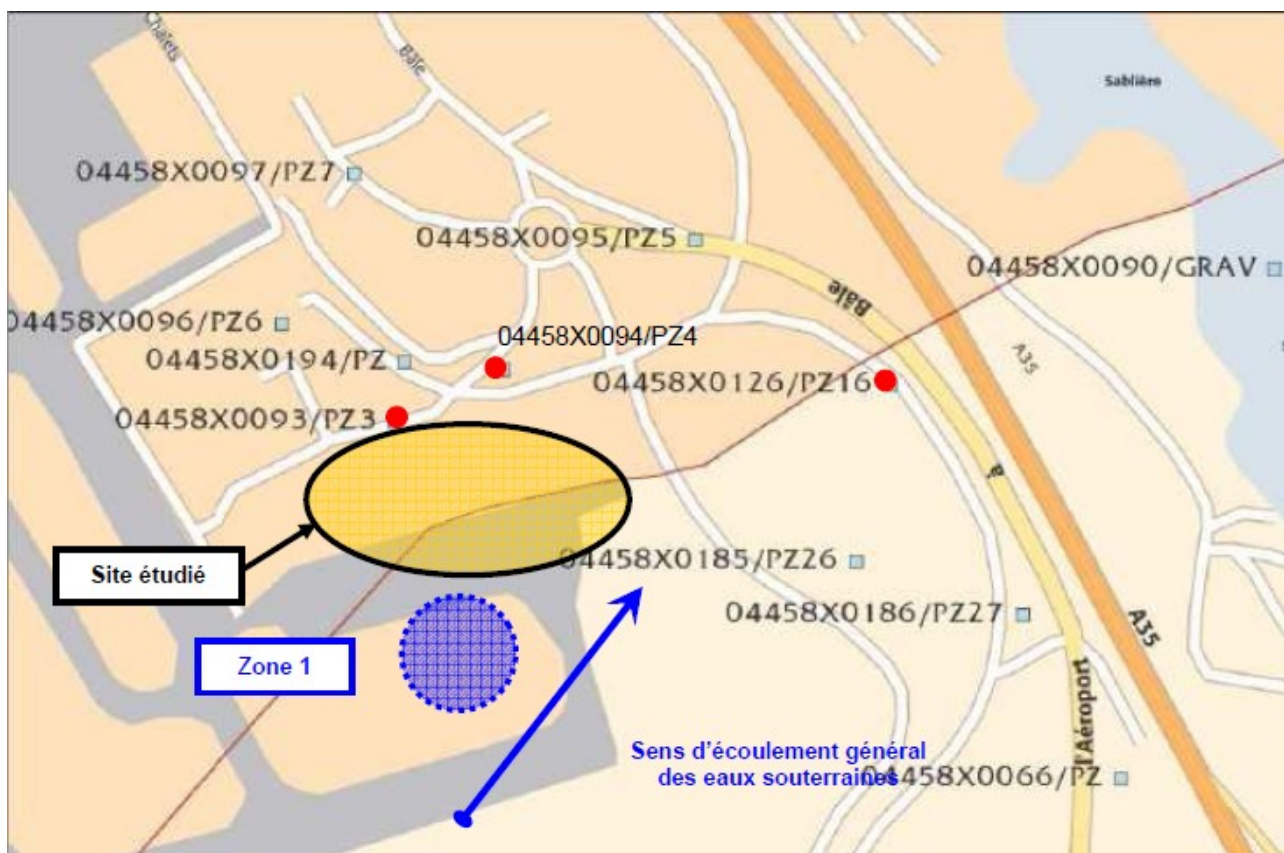 Chalets
Bâle
Sablière
04458X0097/PZ7
04458X0095/PZ5
04458X0090/GRAV
Bâle
04458X0096/PZ6
04458X0094/PZ4
A35
04458X0194/PZ
04458X0126/PZ16
04458X0093/PZ3
à
Site étudié
04458X0185/PZ26
04458X0186/PZ27
A35
Zone 1
l'Aéroport
Sens d'écoulement général
des eaux souterraines
04458X0066/PZ